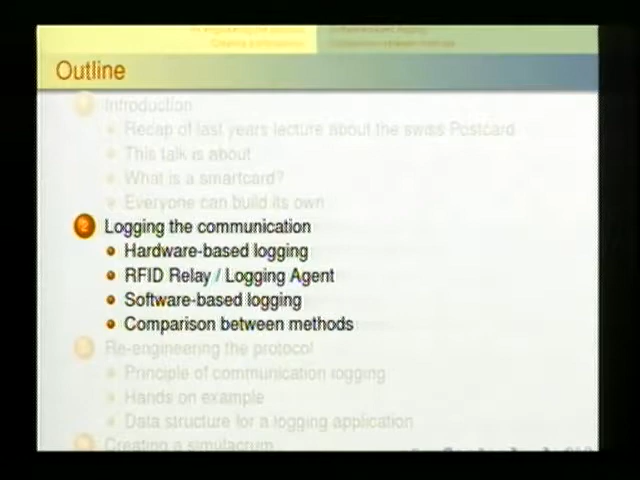 Outline
Introduction
Recap of last years lecture about the swiss Postcard
This talk is about
What is a smartcard?
Everyone can build its own
2 Logging the communication
Hardware-based logging
RFID Relay / Logging Agent
Software-based logging
Comparison between methods
Re-engineering the protocol
Principle of communication logging
Hands on example
Data structure for a logging application
Creating a simulacrum